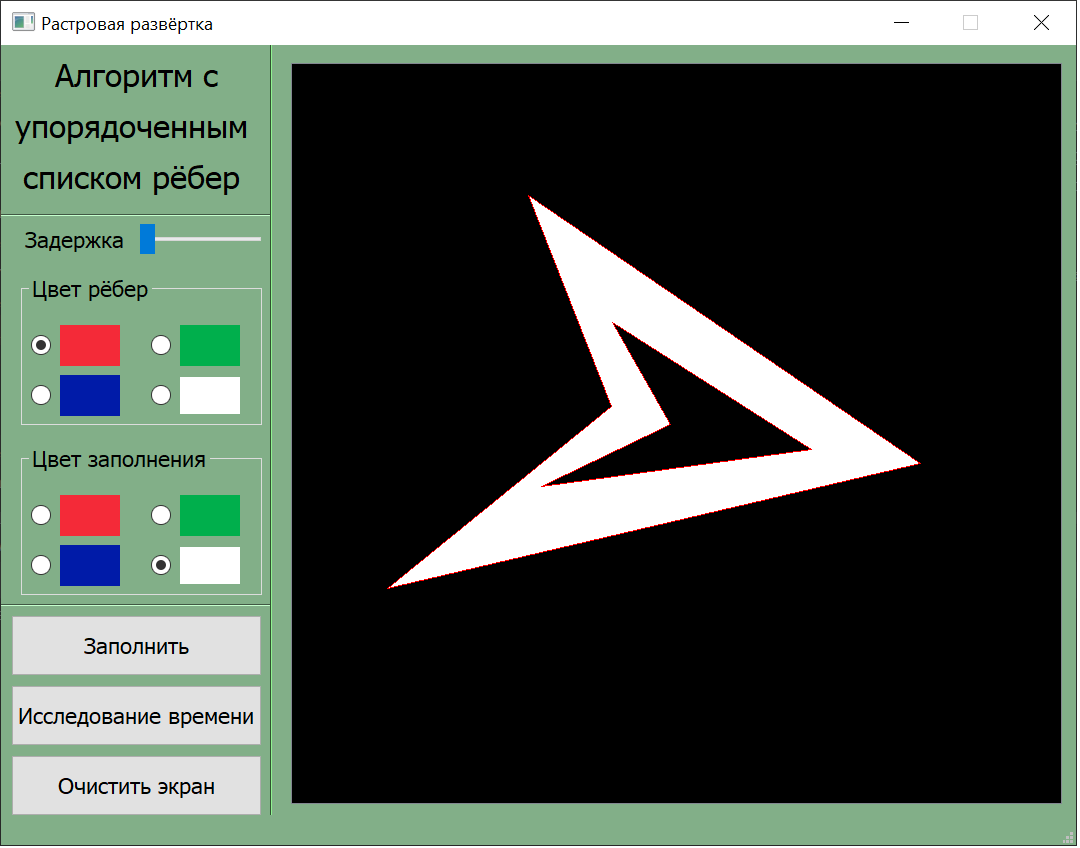 Растровая развёртка
Алгоритм с
упорядоченным
списком рёбер
Задержка
Цвет рёбер
Цвет заполнения
Заполнить
Исследование времени
Очистить экран